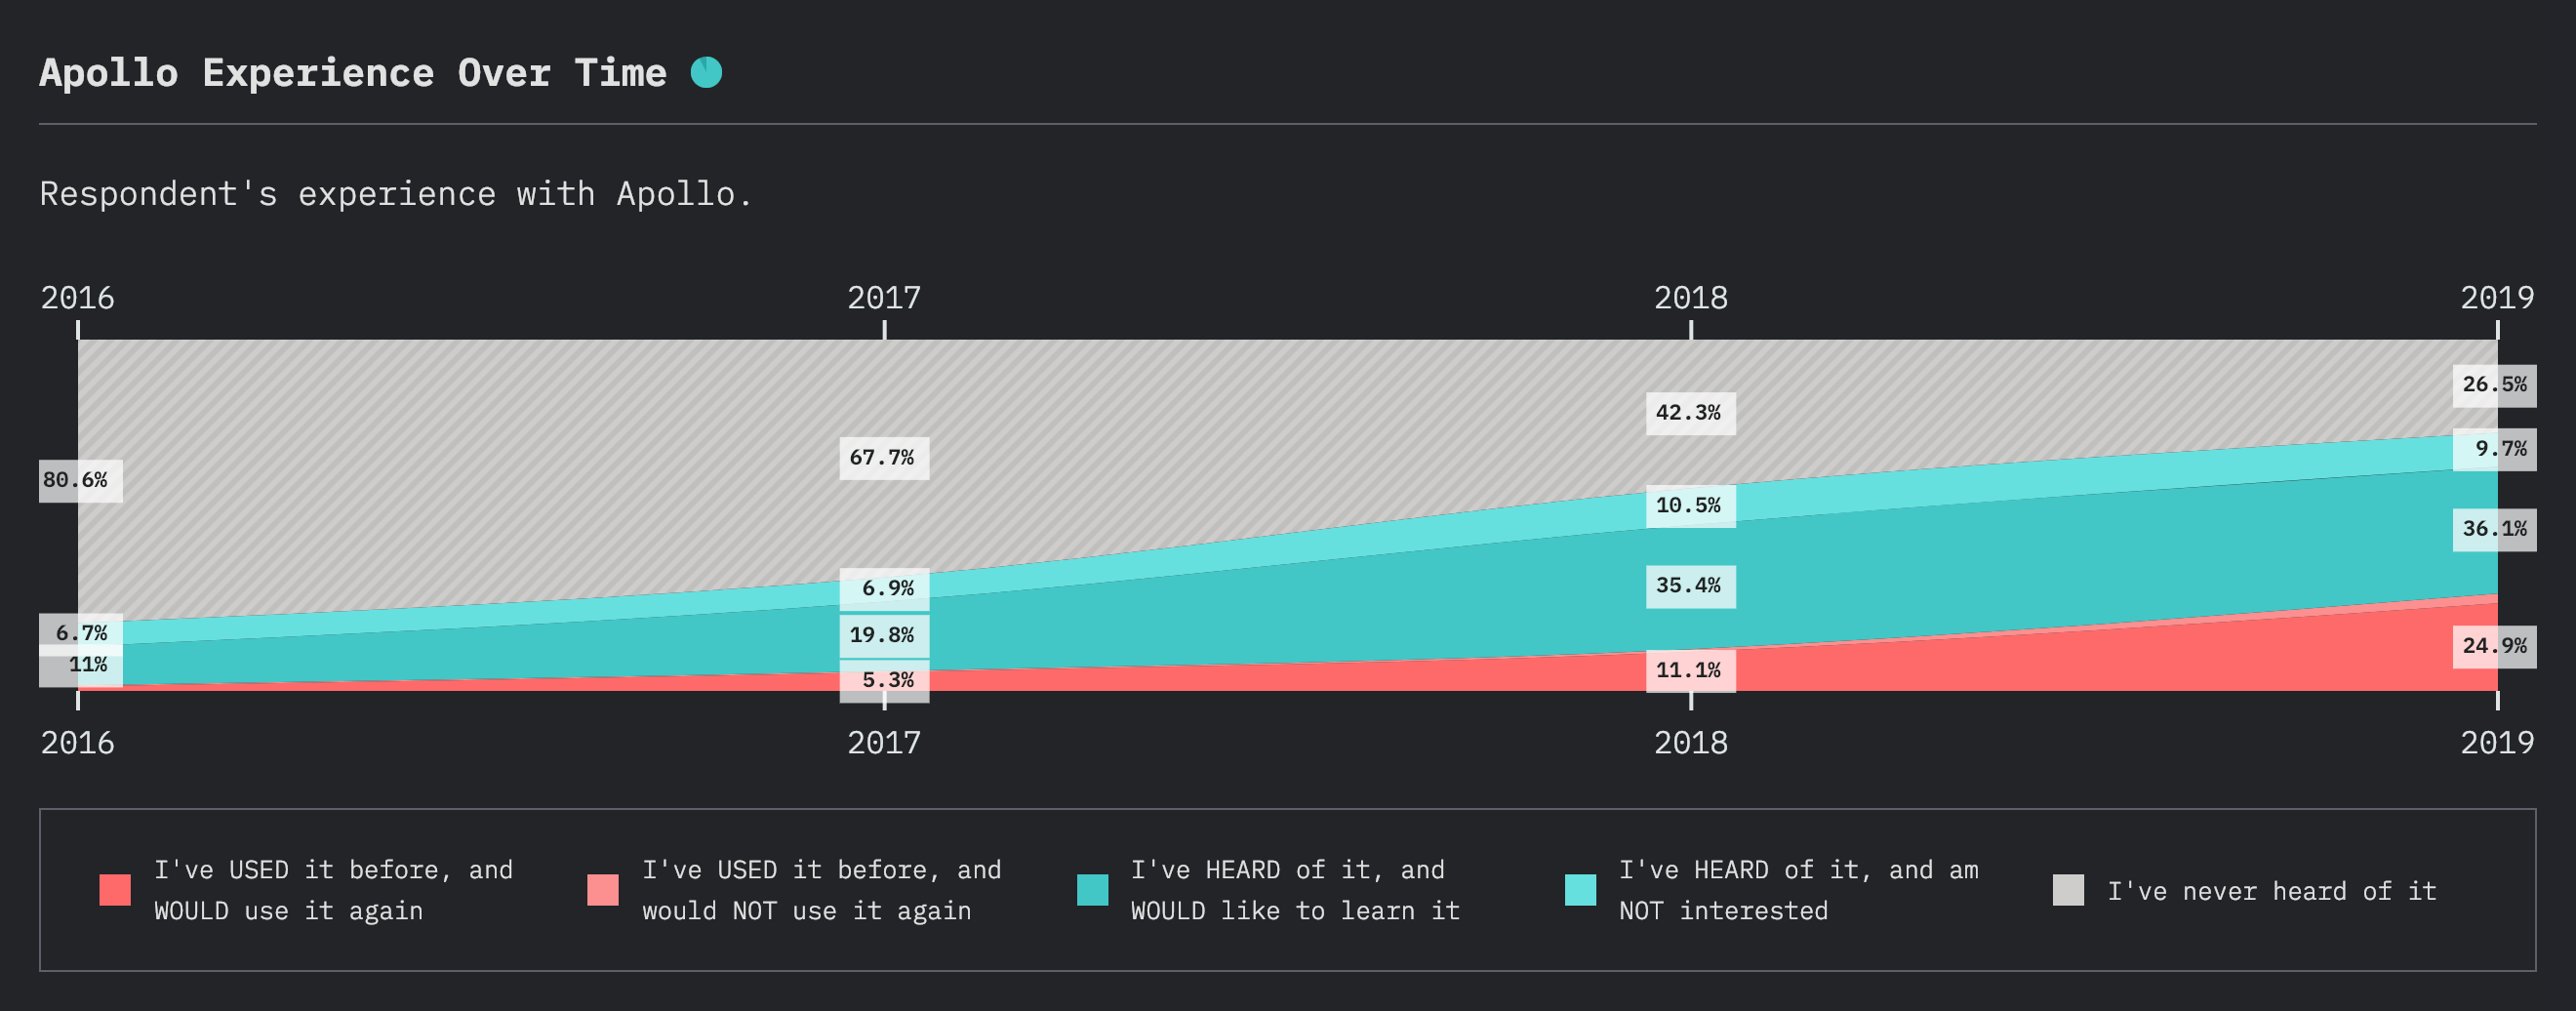 Apollo Experience Over Time
Respondent's experience with Apollo.
2016 2017 2018 2019
80.6% 67.7% 42.3% 26.5%
6.7% 6.9% 10.5% 9.7%
11% 19.8% 35.4% 36.1%
5.3% 11.1% 24.9%
2016 2017 2018 2019
I've USED it before, and
WOULD use it again
I've USED it before, and
would NOT use it again
I've HEARD of it, and
WOULD like to learn it
I've HEARD of it, and am
NOT interested
I've never heard of it